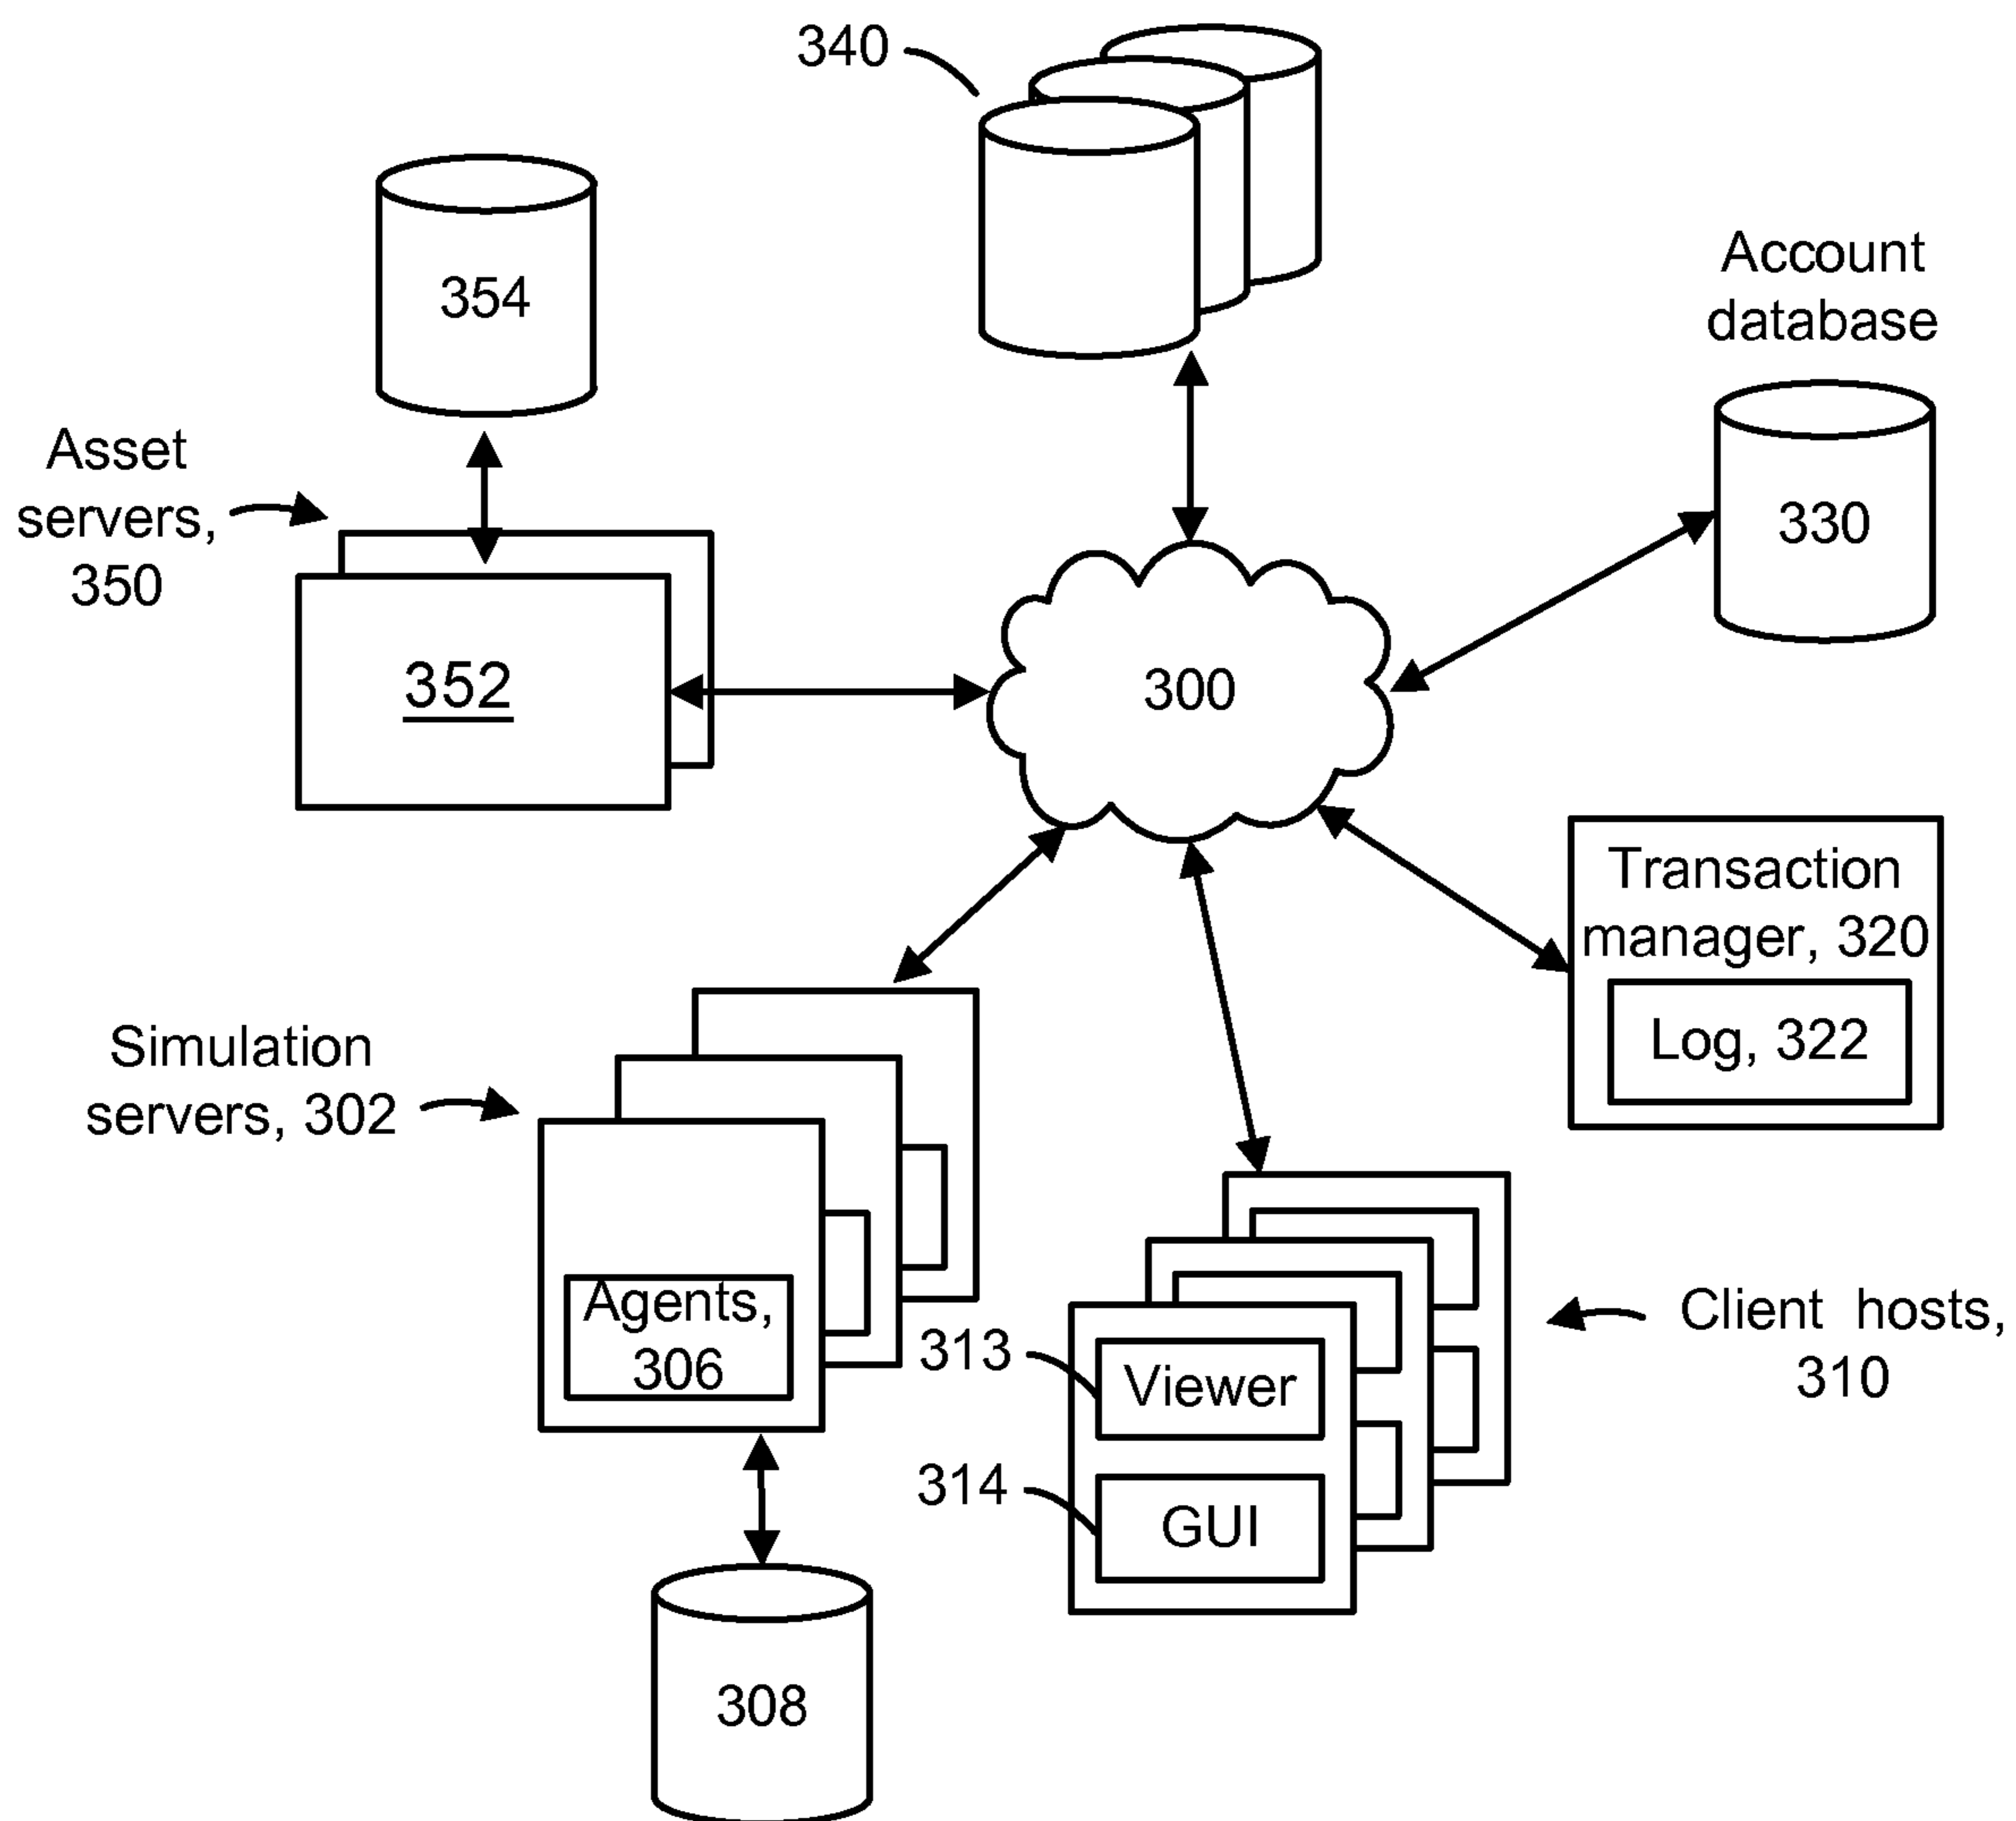 340
354
Account
database
Asset
servers,
350
330
352
300
Transaction
manager, 320
Log, 322
Simulation
servers, 302
Agents,
306
313
Viewer
Client hosts,
310
314
GUI
308